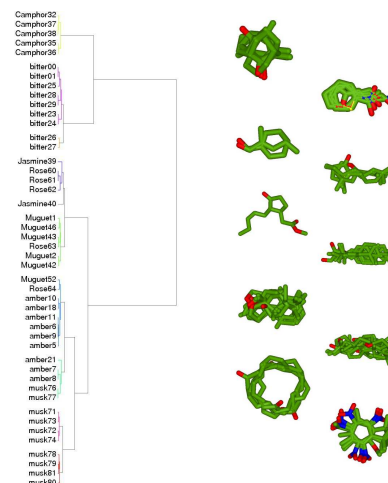 Camphor32
Camphor37
Camphor38
Camphor35
Camphor36
bitter00
bitter01
bitter25
bitter28
bitter29
bitter23
bitter24
bitter26
bitter27
Jasmine39
Rose60
Rose61
Rose62
Jasmine40
Muguet1
Muguet46
Muguet43
Rose63
Muguet2
Muguet42
Muguet52
Rose64
amber10
amber18
amber11
amber6
amber9
amber5
amber21
amber7
amber8
musk76
musk77
musk71
musk73
musk72
musk74
musk78
musk79
musk81
musk80